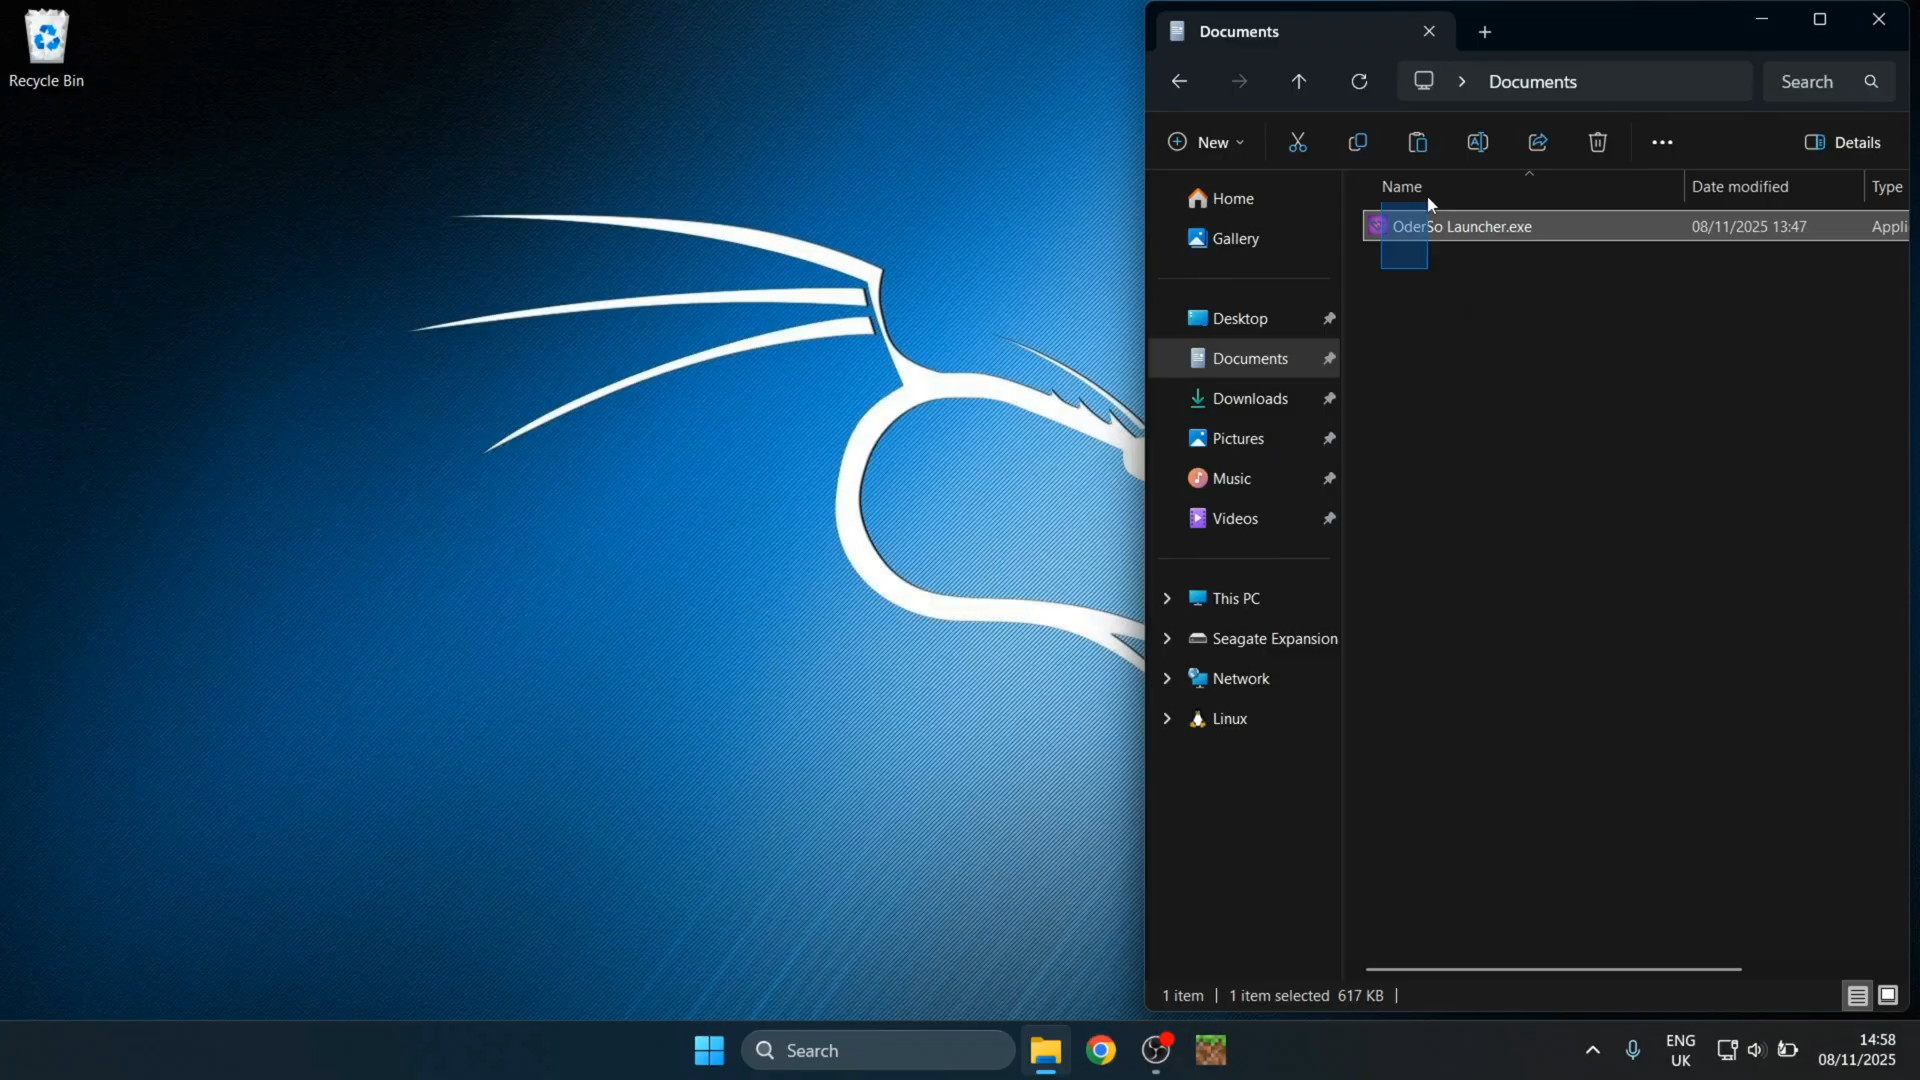 Recycle Bin
Documents
Documents
Search
New
Details
Name
Date modified
Type
OderSo Launcher.exe
08/11/2025 13:47
Appli
Home
Gallery
Desktop
Documents
Downloads
Pictures
Music
Videos
This PC
Seagate Expansion
Network
Linux
1 item
1 item selected 617 KB
Search
ENG
UK
14:58
08/11/2025